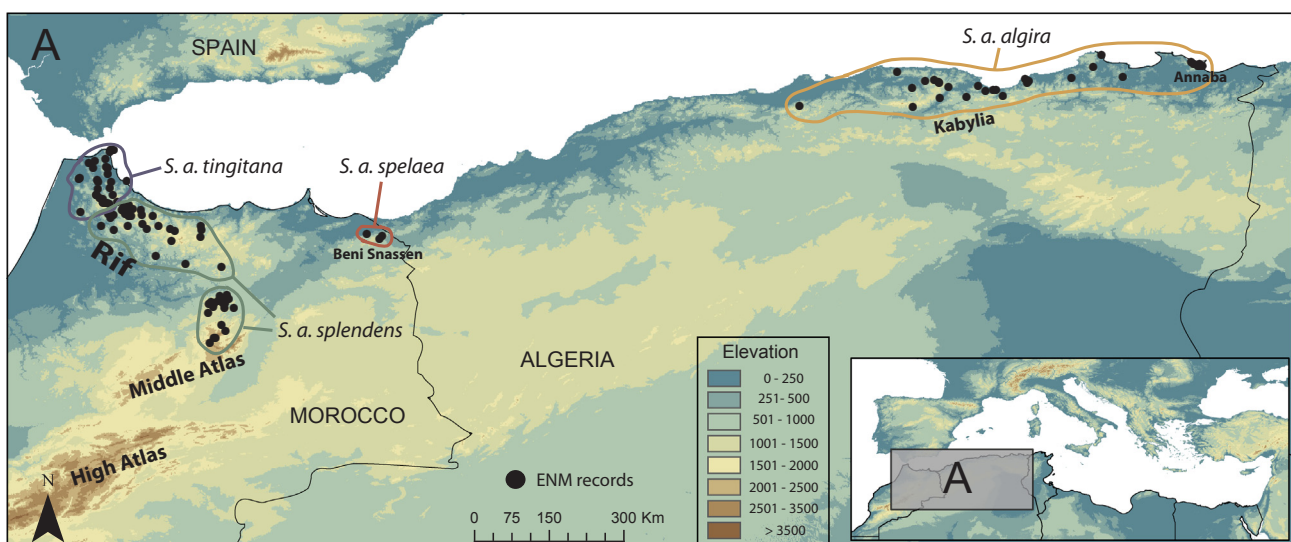 A
SPAIN
S. a. algira
Annaba
Kabylia
S. a. tingitana
S. a. spelaea
Beni Snassen
Rif
S. a. splendens
Middle Atlas
ALGERIA
MOROCCO
High Atlas
N
ENM records
0 75 150 300 Km
Elevation
0 - 250
251 - 500
501 - 1000
1001 - 1500
1501 - 2000
2001 - 2500
2501 - 3500
> 3500
A